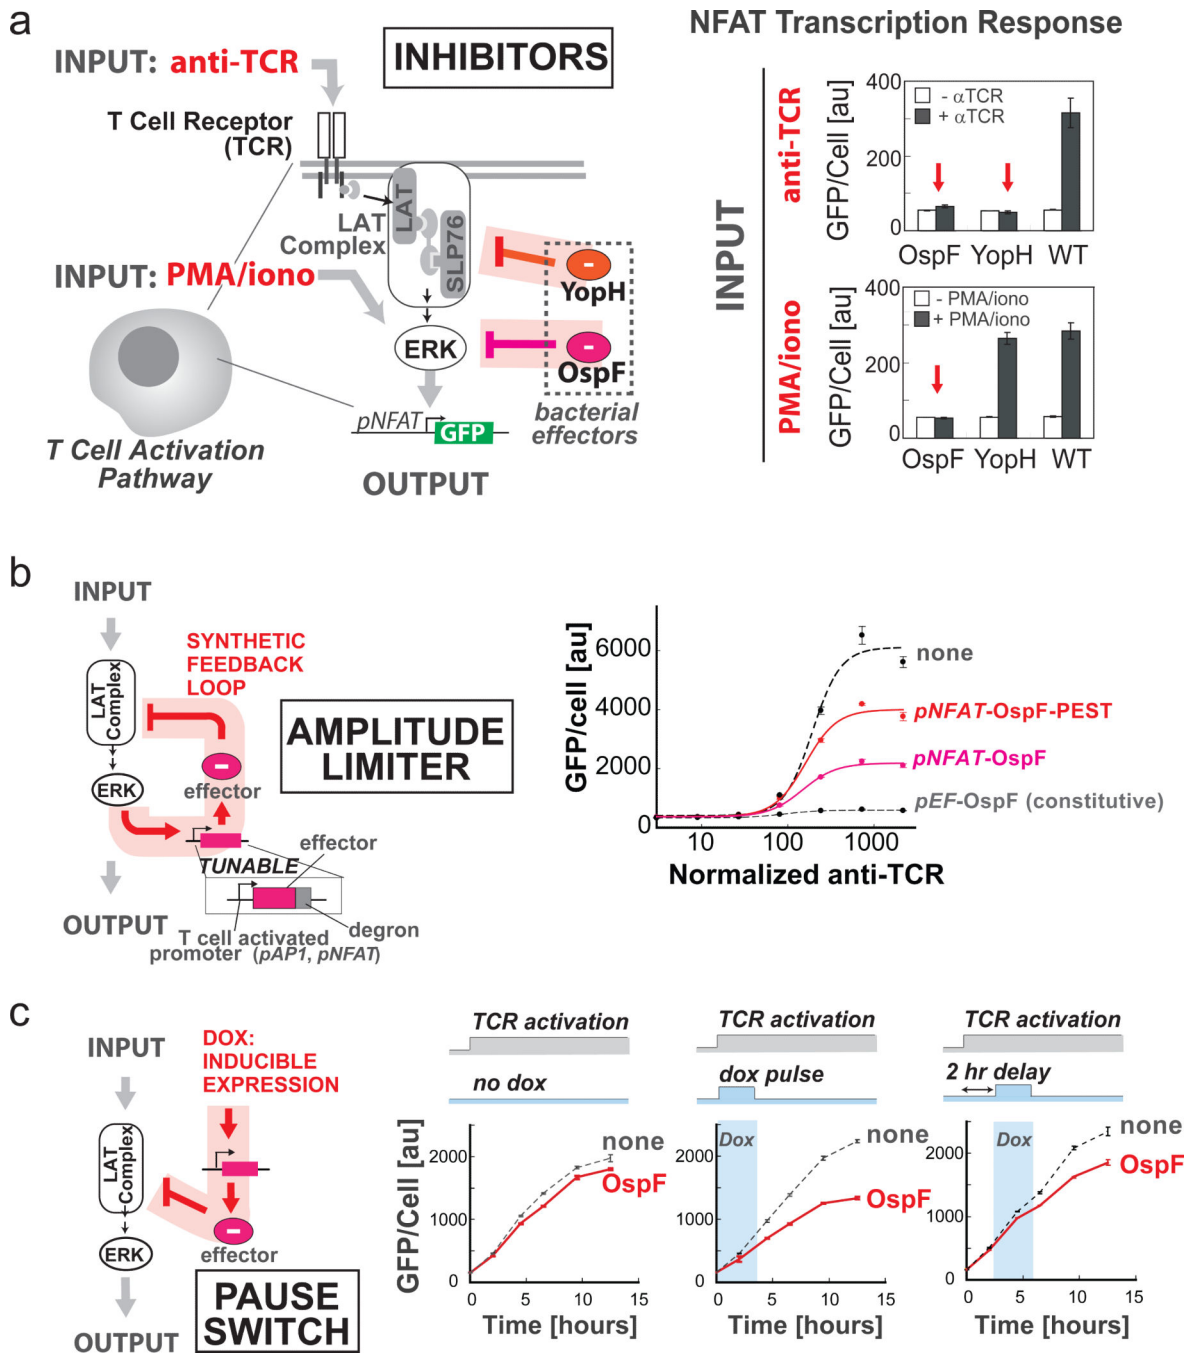 a
INPUT: anti-TCR
INHIBITORS
T Cell Receptor
(TCR)
LAT
SLP76
LAT
Complex
INPUT: PMA/iono
YopH
OspF
ERK
bacterial
effectors
pNFAT
GFP
T Cell Activation
Pathway
OUTPUT
NFAT Transcription Response
INPUT
anti-TCR
GFP/Cell [au]
400
200
0
- αTCR
+ αTCR
OspF YopH WT
PMA/iono
GFP/Cell [au]
400
200
0
- PMA/iono
+ PMA/iono
OspF YopH WT
b
INPUT
SYNTHETIC
FEEDBACK
LOOP
LAT
Complex
AMPLITUDE
LIMITER
ERK
effector
effector
TUNABLE
degron
OUTPUT
T cell activated
promoter (pAP1, pNFAT)
GFP/cell [au]
6000
4000
2000
0
none
pNFAT-OspF-PEST
pNFAT-OspF
pEF-OspF (constitutive)
10 100 1000
Normalized anti-TCR
c
INPUT
DOX:
INDUCIBLE
EXPRESSION
LAT
Complex
ERK
effector
PAUSE
SWITCH
OUTPUT
TCR activation
no dox
GFP/Cell [au]
2000
1000
0
none
OspF
0 5 10 15
Time [hours]
TCR activation
dox pulse
2000
1000
0
Dox
none
OspF
0 5 10 15
Time [hours]
TCR activation
2 hr delay
2000
1000
0
Dox
none
OspF
0 5 10 15
Time [hours]